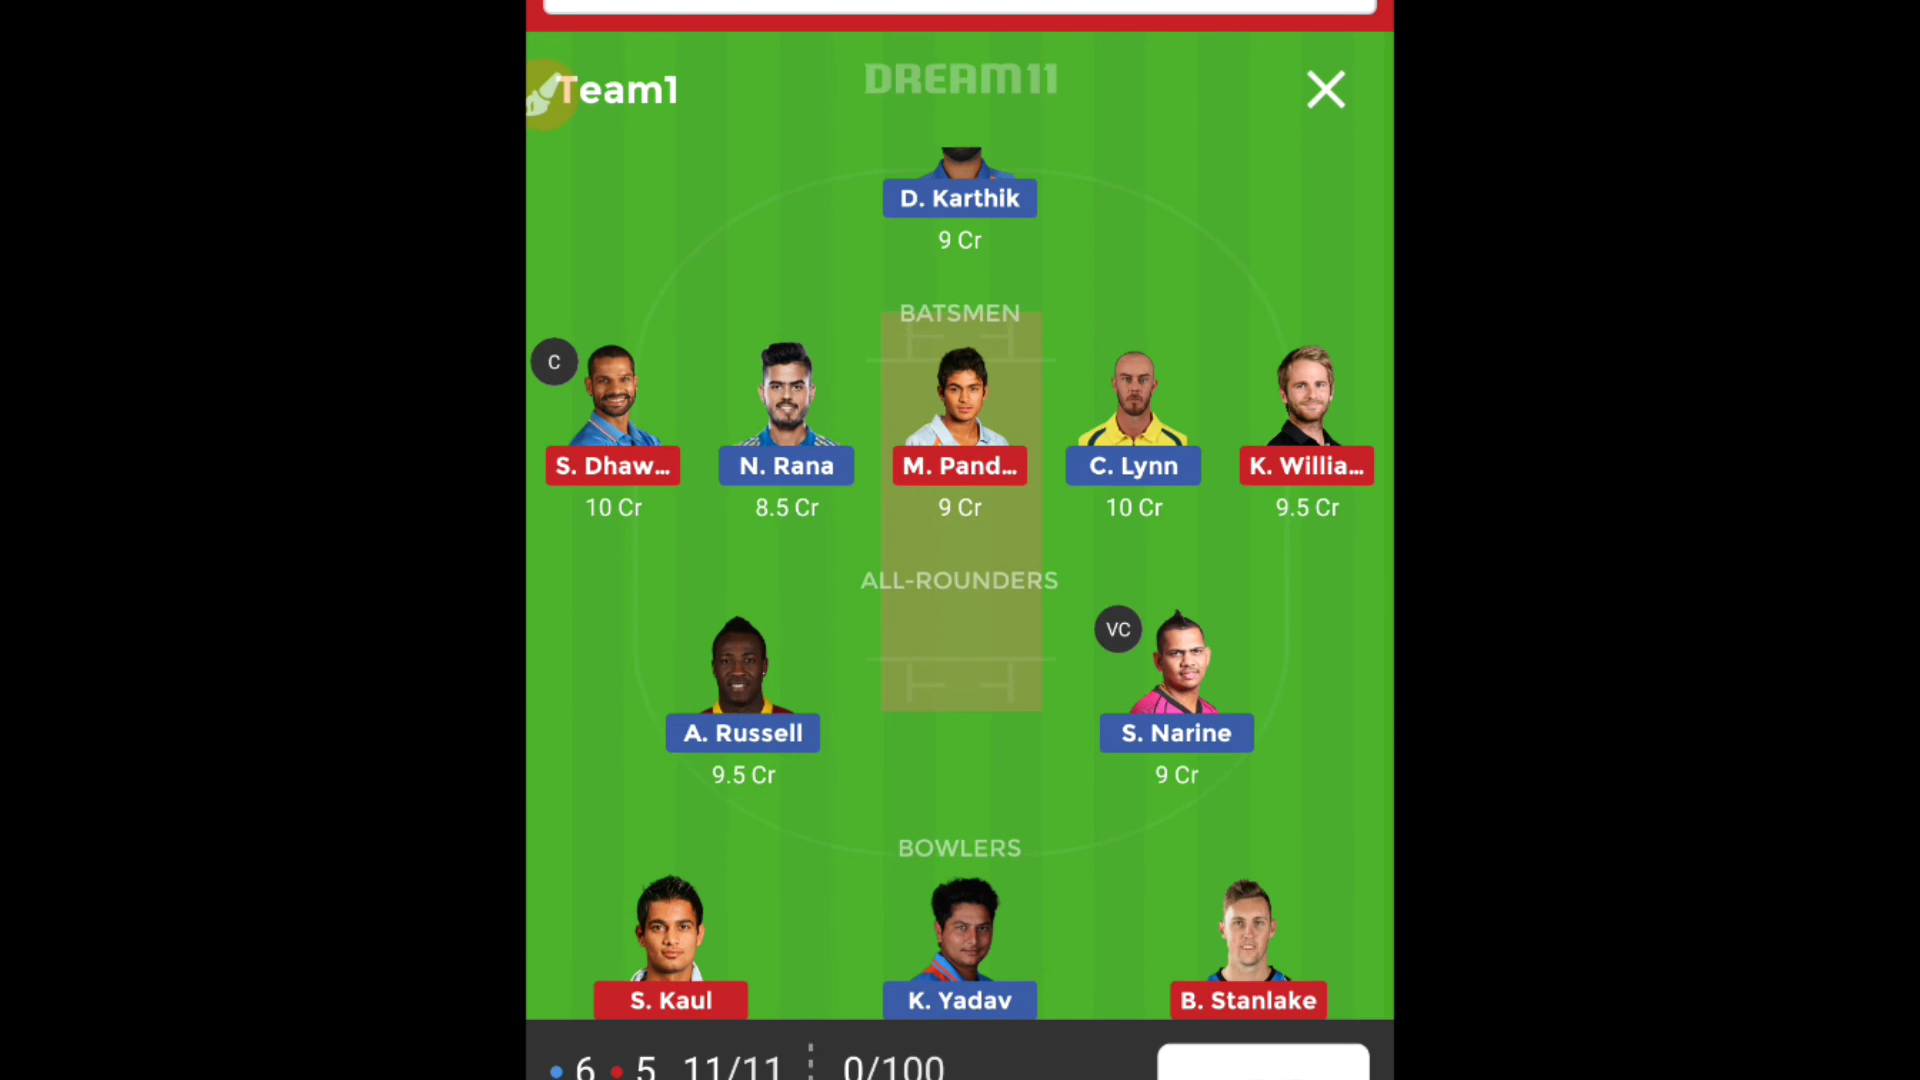 Team1
DREAM11
D. Karthik
9 Cr
BATSMEN
C
S. Dhaw... N. Rana M. Pand... C. Lynn K. Willia...
10 Cr 8.5 Cr 9 Cr 10 Cr 9.5 Cr
ALL-ROUNDERS
VC
A. Russell S. Narine
9.5 Cr 9 Cr
BOWLERS
S. Kaul K. Yadav B. Stanlake
6 5 11/11 0/100